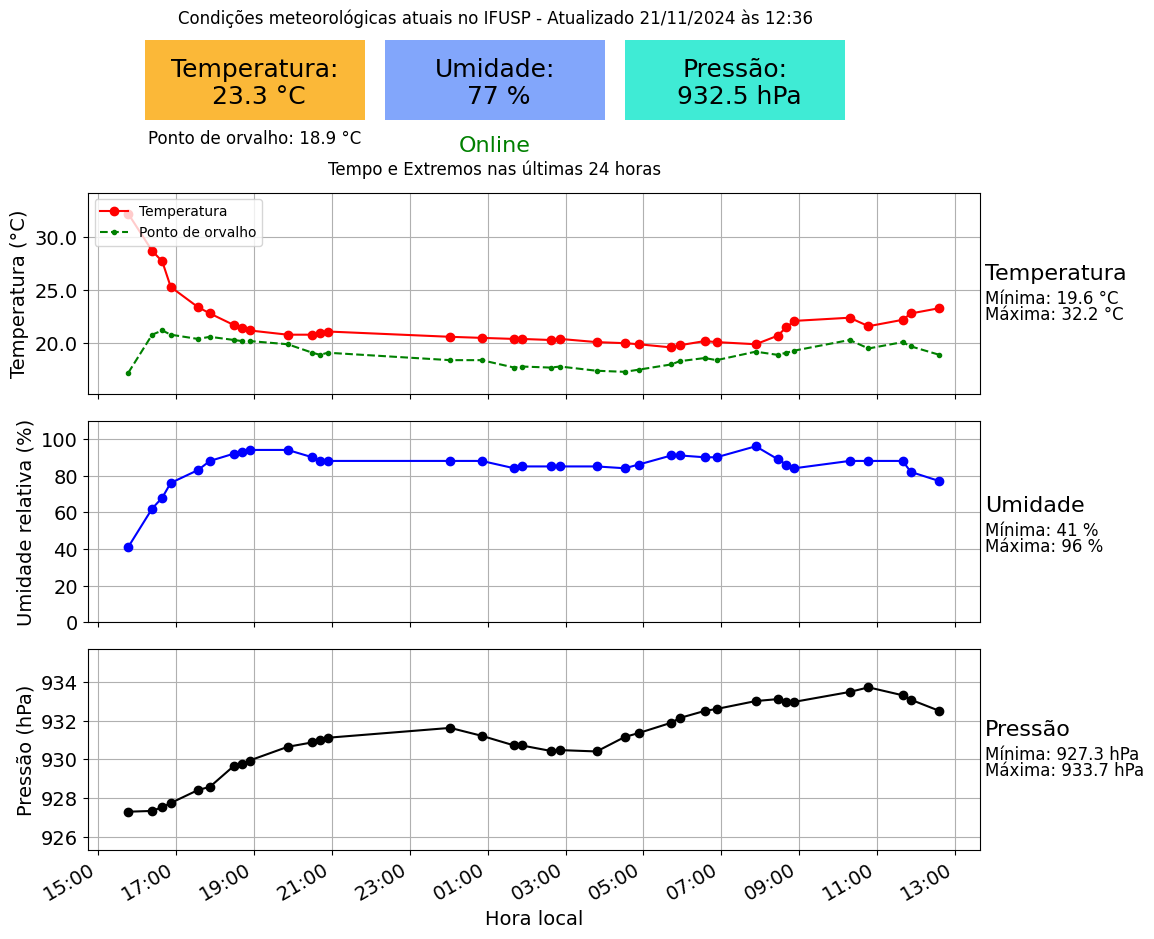 Condições meteorológicas atuais no IFUSP - Atualizado 21/11/2024 às 12:36
Temperatura:
23.3 °C
Umidade:
77 %
Pressão:
932.5 hPa
Ponto de orvalho: 18.9 °C
Online
Tempo e Extremos nas últimas 24 horas
Temperatura (°C)
30.0
25.0
20.0
Temperatura
Ponto de orvalho
Temperatura
Mínima: 19.6 °C
Máxima: 32.2 °C
Umidade relativa (%)
100
80
60
40
20
0
Umidade
Mínima: 41 %
Máxima: 96 %
Pressão (hPa)
934
932
930
928
926
Pressão
Mínima: 927.3 hPa
Máxima: 933.7 hPa
15:00 17:00 19:00 21:00 23:00 01:00 03:00 05:00 07:00 09:00 11:00 13:00
Hora local